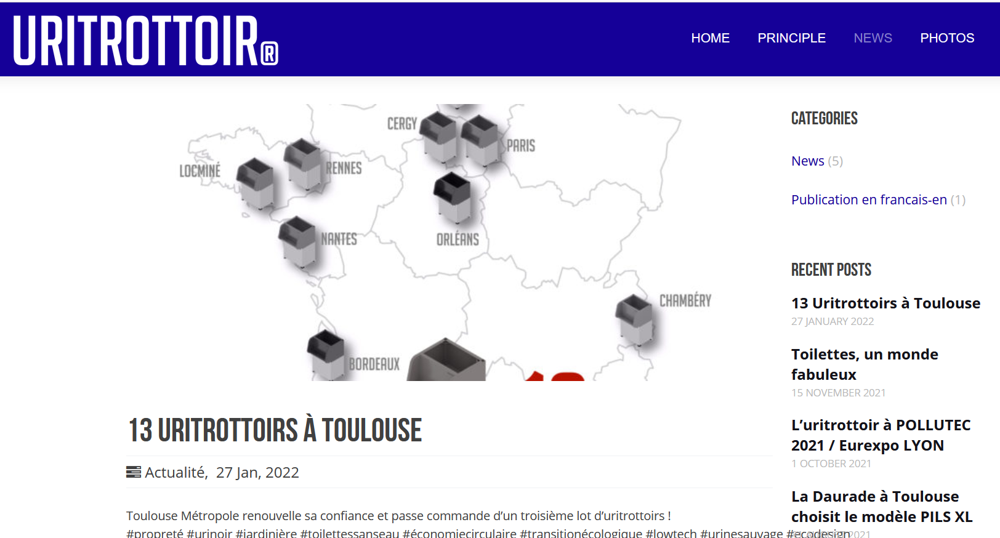 URITROTTOIR®
HOME PRINCIPLE NEWS PHOTOS
CERGY
PARIS
LOCMINÉ
RENNES
NANTES
ORLÉANS
CHAMBÉRY
BORDEAUX
13 URITROTTOIRS À TOULOUSE
Actualité, 27 Jan, 2022
Toulouse Métropole renouvelle sa confiance et passe commande d’un troisième lot d’uritrottoirs !
#propreté #urinoir #jardinière #toilettessanseau #économiecirculaire #transitionécologique #lowtech #urinesauvage #ecodesign
CATEGORIES
News (5)
Publication en francais-en (1)
RECENT POSTS
13 Uritrottoirs à Toulouse
27 JANUARY 2022
Toilettes, un monde
fabuleux
15 NOVEMBER 2021
L’uritrottoir à POLLUTEC
2021 / Eurexpo LYON
1 OCTOBER 2021
La Daurade à Toulouse
choisit le modèle PILS XL
AUGUST 2021